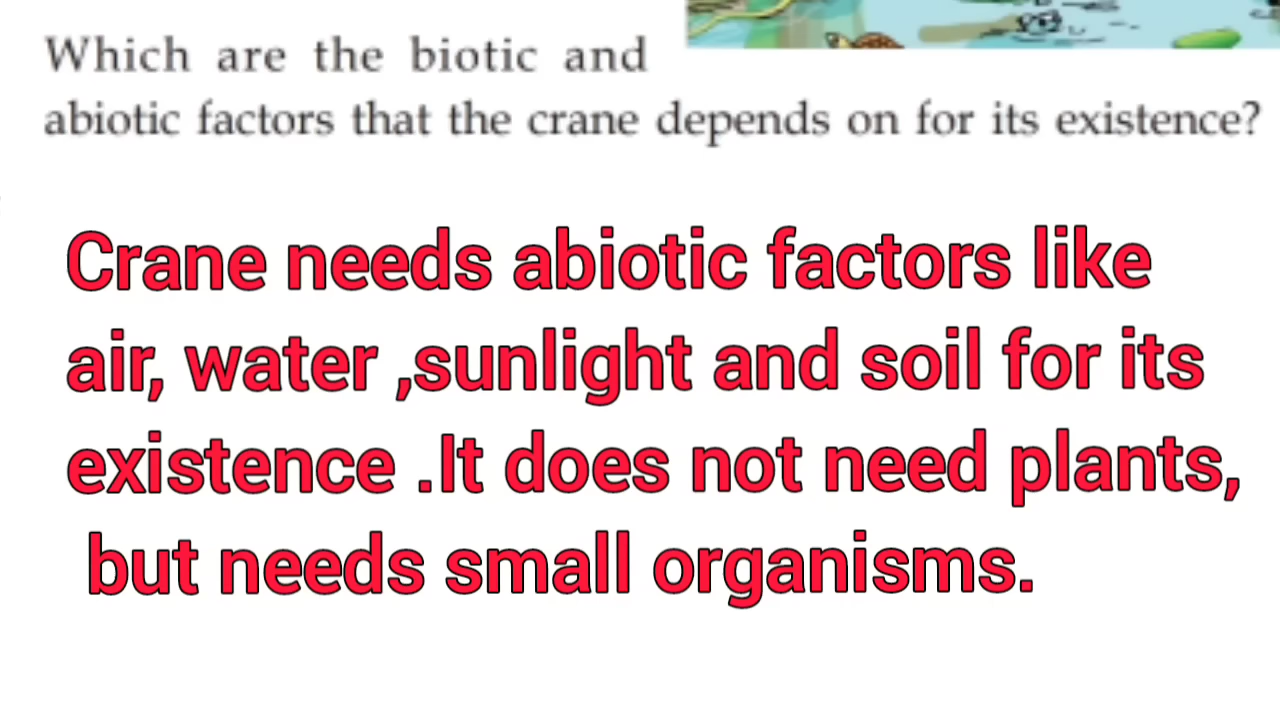 Which are the biotic and
abiotic factors that the crane depends on for its existence?
Crane needs abiotic factors like
air, water ,sunlight and soil for its
existence .It does not need plants,
but needs small organisms.